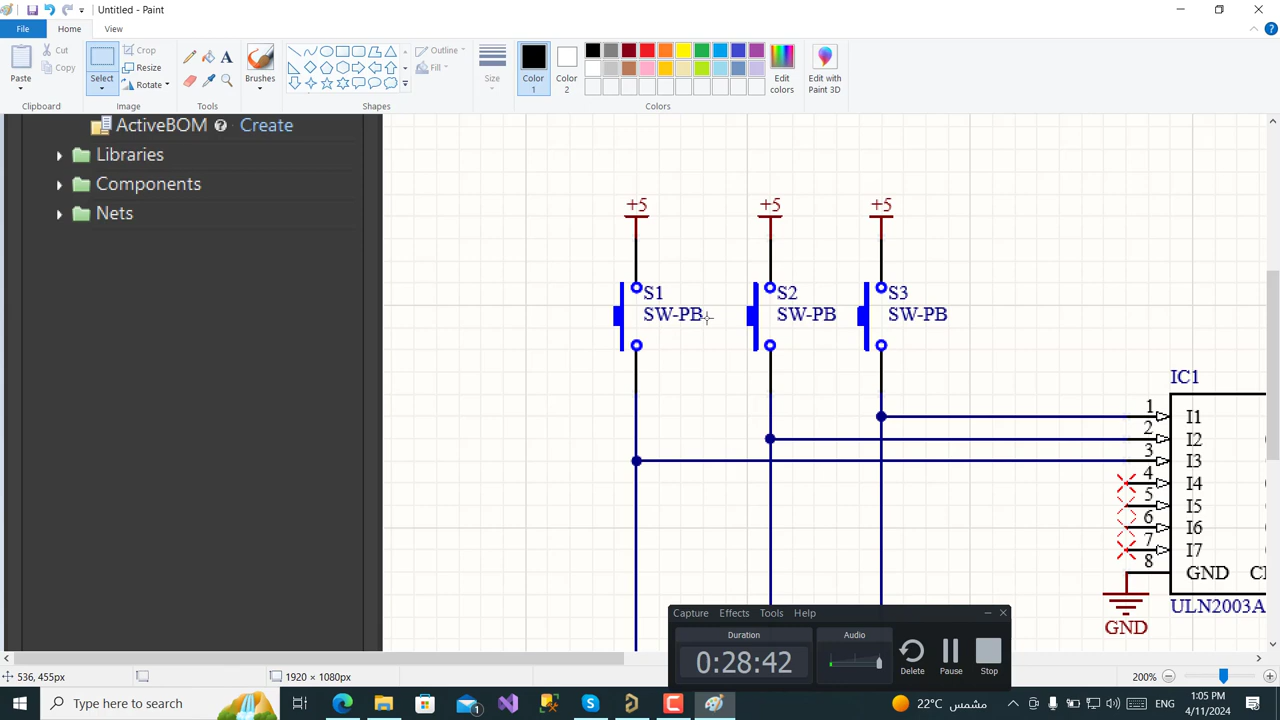 Untitled - Paint
File Home View
Paste
Cut
Copy
Clipboard
Select
Crop
Resize
Rotate
Image
Tools
Brushes
Shapes
Outline
Fill
Size
Color 1
Color 2
Edit colors
Edit with Paint 3D
Colors
ActiveBOM ? Create
Libraries
Components
Nets
+5 +5 +5
S1 S2 S3
SW-PB SW-PB SW-PB
IC1
1 I1
2 I2
3 I3
4 I4
5 I5
6 I6
7 I7
8 GND
ULN2003A
GND
Capture Effects Tools Help
Duration
0:28:42
Audio
Delete
Pause
Stop
536, 455px
1920 × 1080px
200%
Type here to search
22°C مشمس
ENG
1:05 PM
4/11/2024